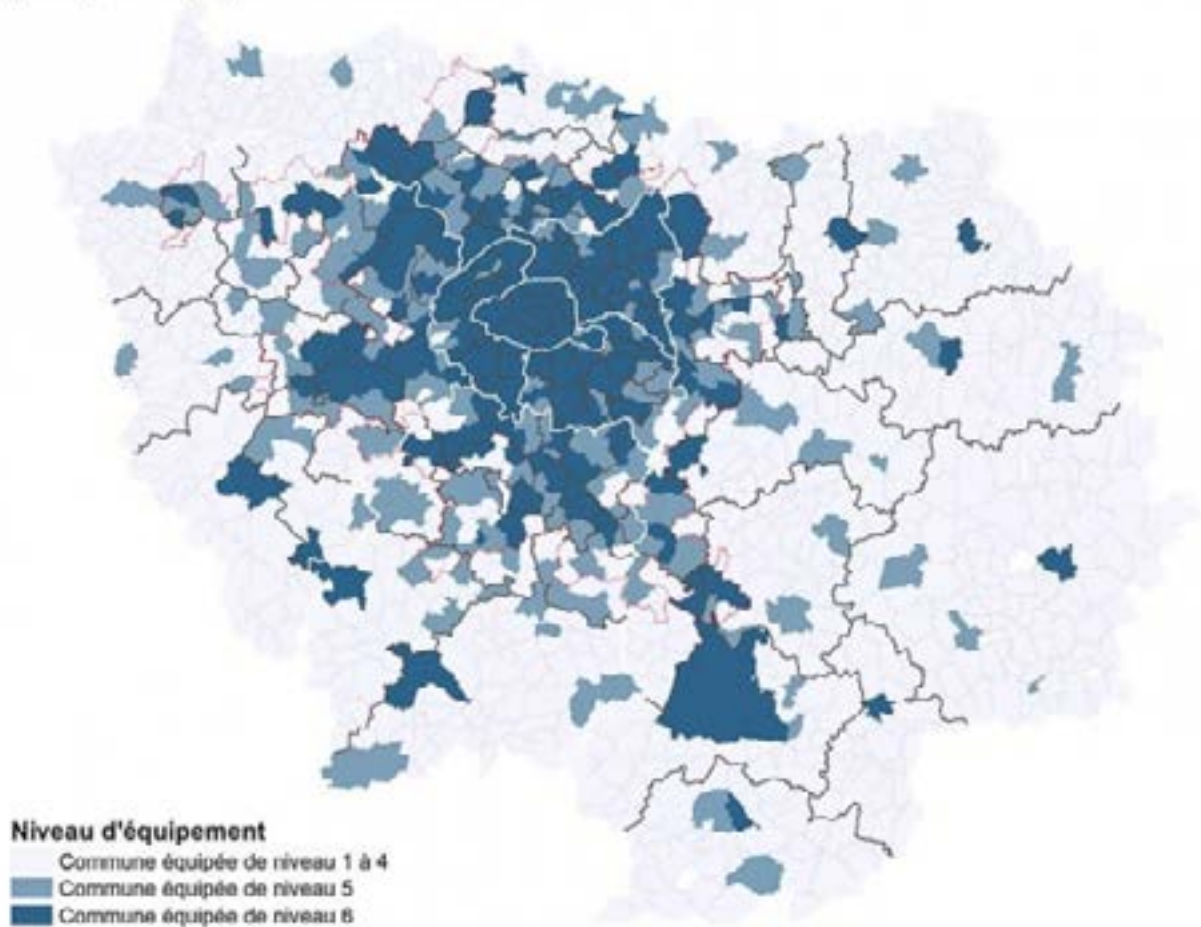 Niveau d'équipement
Commune équipée de niveau 1 à 4
Commune équipée de niveau 5
Commune équipée de niveau 6